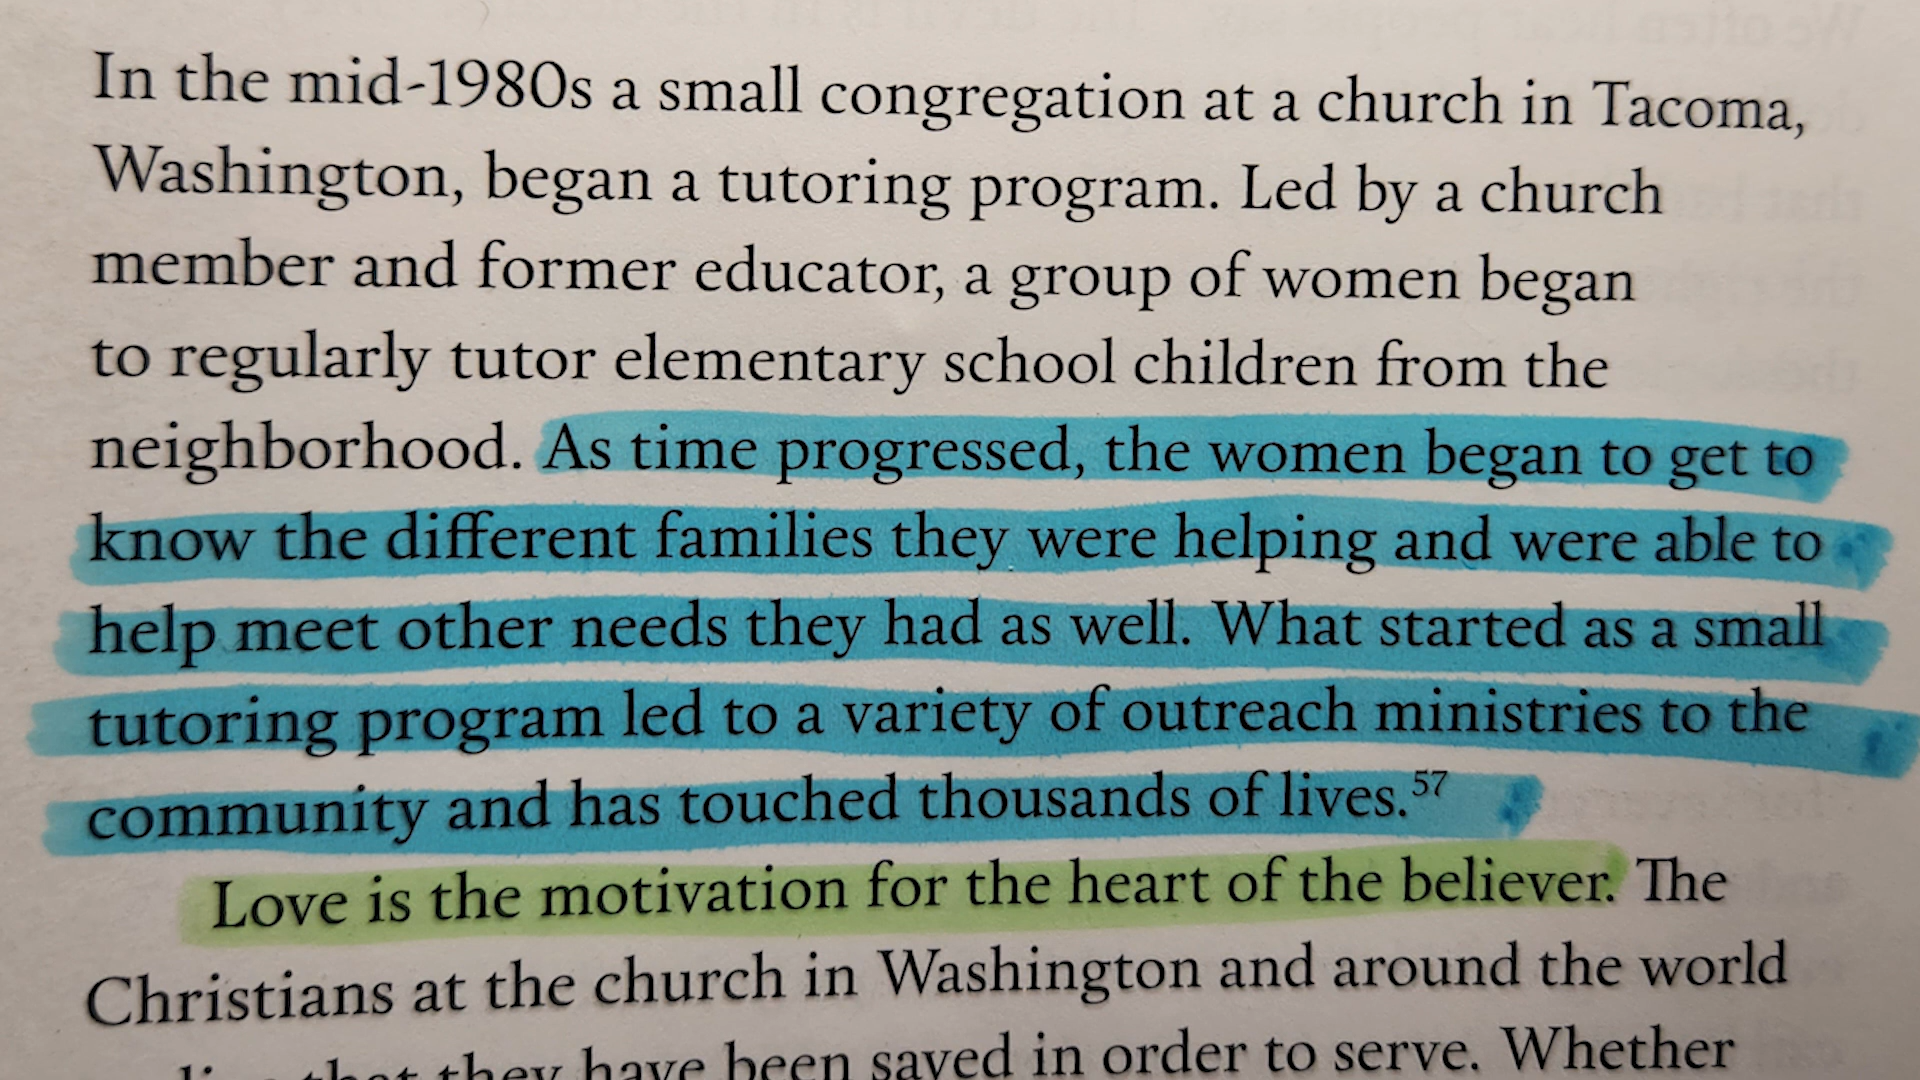 In the mid-1980s a small congregation at a church in Tacoma,
Washington, began a tutoring program. Led by a church
member and former educator, a group of women began
to regularly tutor elementary school children from the
neighborhood. As time progressed, the women began to get to
know the different families they were helping and were able to
help meet other needs they had as well. What started as a small
tutoring program led to a variety of outreach ministries to the
community and has touched thousands of lives.57
Love is the motivation for the heart of the believer. The
Christians at the church in Washington and around the world
that they have been saved in order to serve. Whether